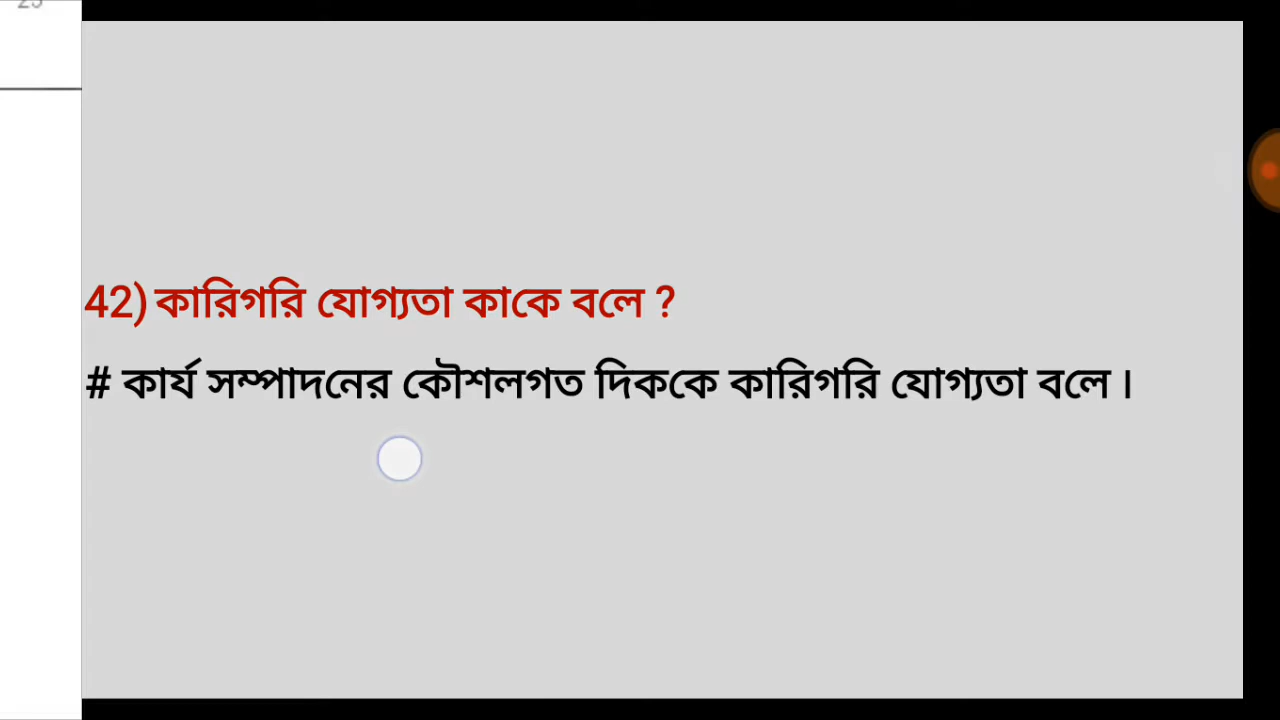 42) কারিগরি যোগ্যতা কাকে বলে ?
# কার্য সম্পাদনের কৌশলগত দিককে কারিগরি যোগ্যতা বলে ।